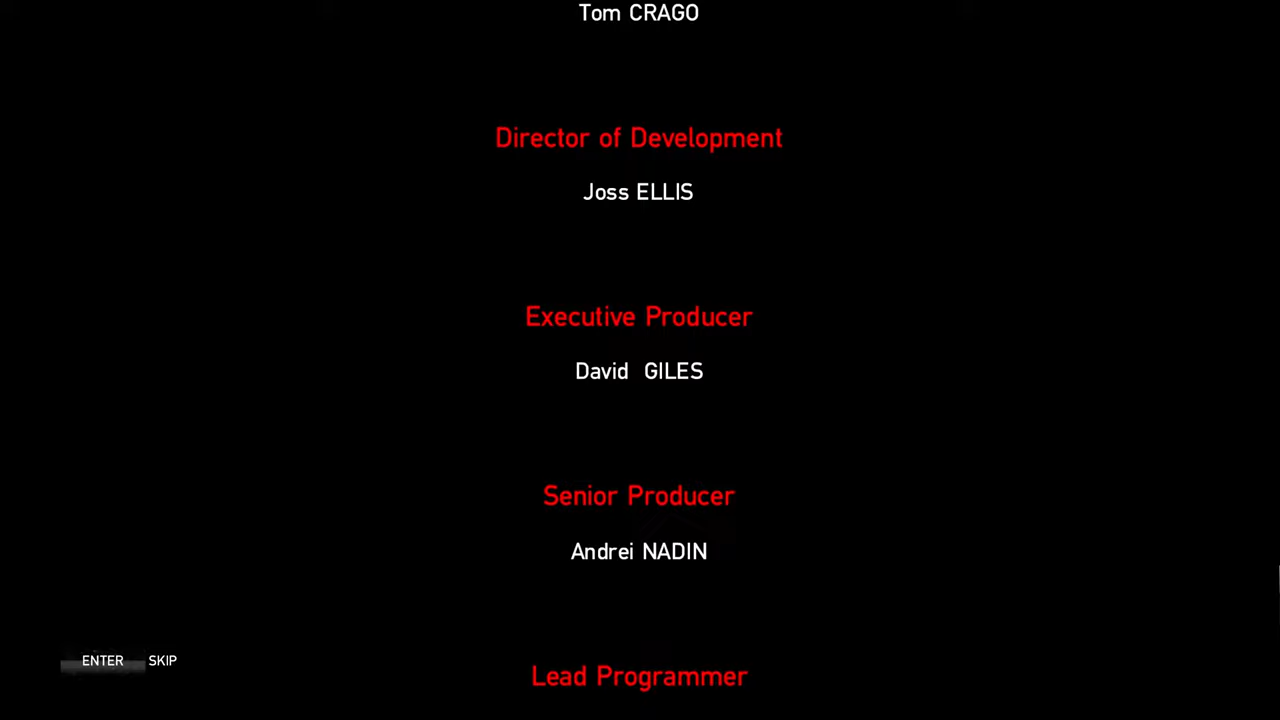 Tom CRAGO
Director of Development
Joss ELLIS
Executive Producer
David GILES
Senior Producer
Andrei NADIN
ENTER SKIP
Lead Programmer